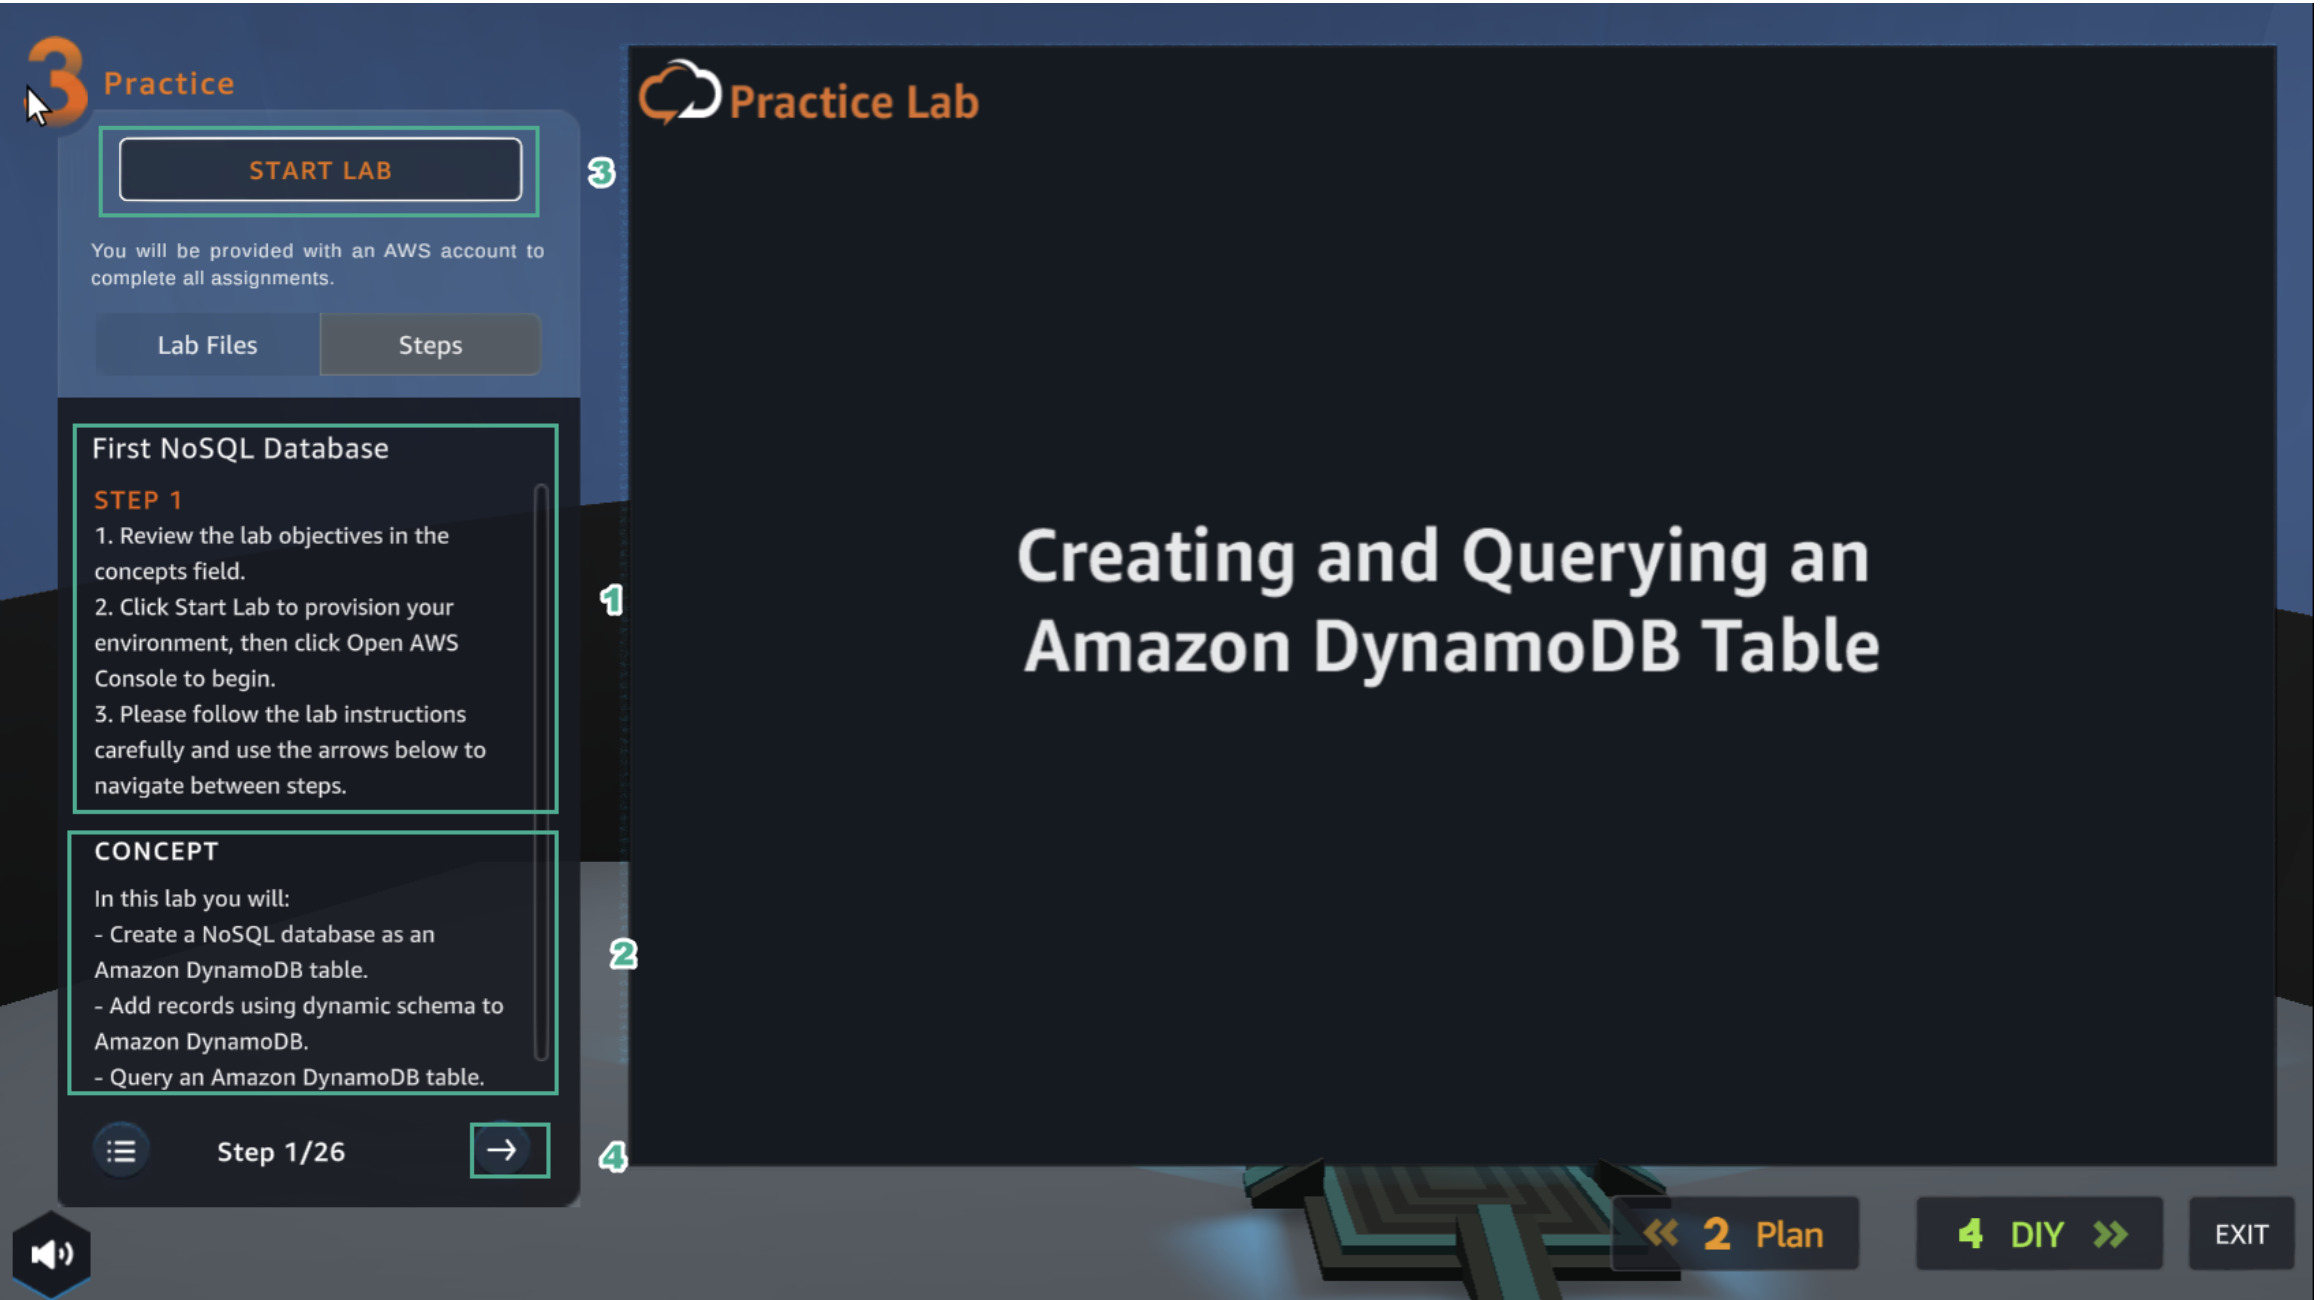 3 Practice
START LAB
3
You will be provided with an AWS account to
complete all assignments.
Lab Files
Steps
First NoSQL Database
STEP 1
1. Review the lab objectives in the
concepts field.
2. Click Start Lab to provision your
environment, then click Open AWS
Console to begin.
3. Please follow the lab instructions
carefully and use the arrows below to
navigate between steps.
1
CONCEPT
In this lab you will:
- Create a NoSQL database as an
Amazon DynamoDB table.
- Add records using dynamic schema to
Amazon DynamoDB.
- Query an Amazon DynamoDB table.
2
Step 1/26
4
Practice Lab
Creating and Querying an
Amazon DynamoDB Table
2 Plan
4 DIY
EXIT